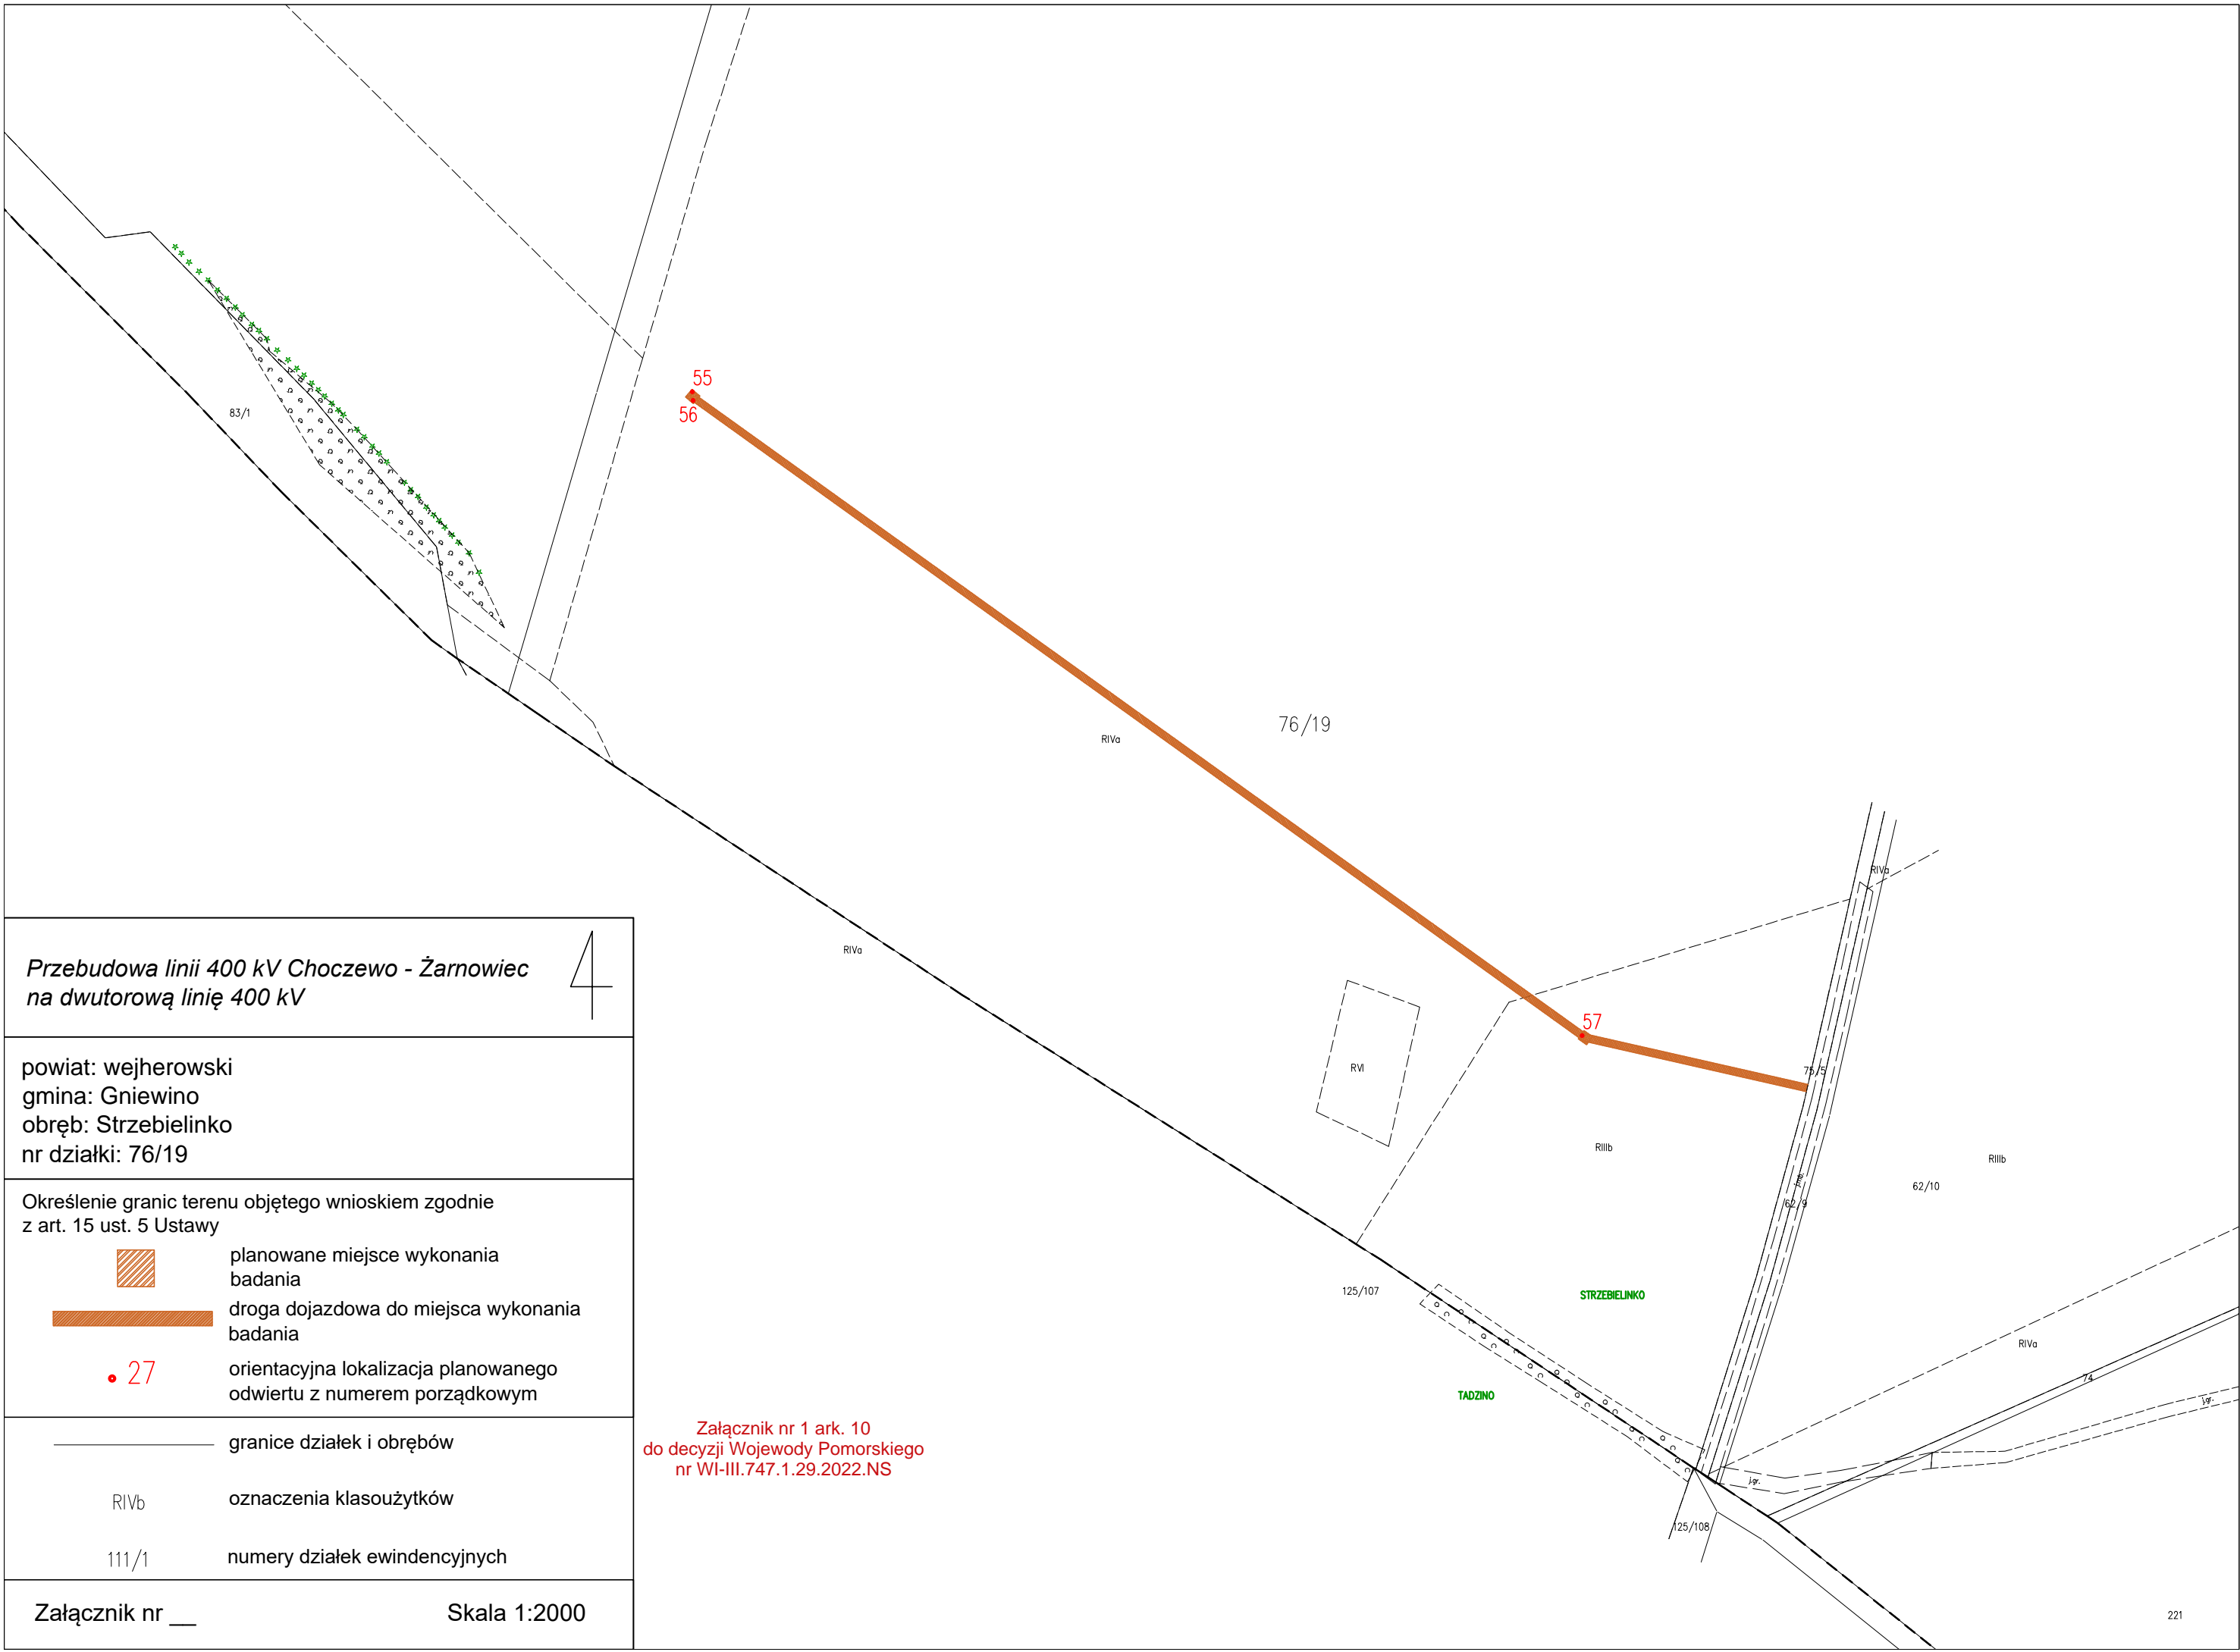 55
56
83/1
76/19
RIVa
RIVa
RIVa
57
75/5
RVI
RIIIb
RIIIb
62/10
62/9
125/107
STRZEBIELINKO
TADZINO
RIVa
74
125/108
221
Przebudowa linii 400 kV Choczewo - Żarnowiec
na dwutorową linię 400 kV
powiat: wejherowski
gmina: Gniewino
obręb: Strzebielinko
nr działki: 76/19
Określenie granic terenu objętego wnioskiem zgodnie
z art. 15 ust. 5 Ustawy
planowane miejsce wykonania
badania
droga dojazdowa do miejsca wykonania
badania
27 orientacyjna lokalizacja planowanego
odwiertu z numerem porządkowym
granice działek i obrębów
RIVb oznaczenia klasoużytków
111/1 numery działek ewindencyjnych
Załącznik nr __ Skala 1:2000
Załącznik nr 1 ark. 10
do decyzji Wojewody Pomorskiego
nr WI-III.747.1.29.2022.NS